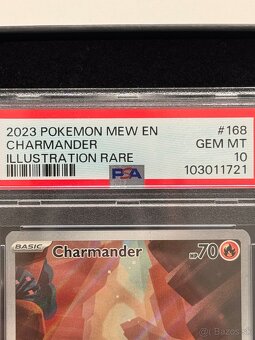 2023 POKEMON MEW EN #168
CHARMANDER GEM MT
ILLUSTRATION RARE 10
PSA 103011721
BASIC Charmander HP70